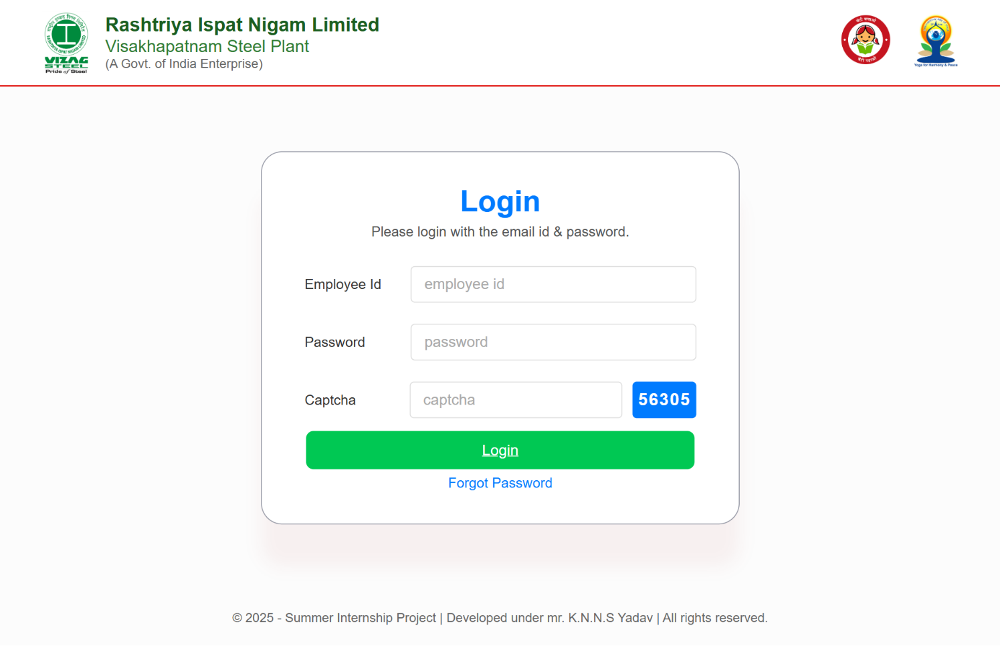 Rashtriya Ispat Nigam Limited
Visakhapatnam Steel Plant
(A Govt. of India Enterprise)
VIZAG
STEEL
Pride of Steel
बेटी बचाओ
बेटी पढ़ाओ
Yoga for Harmony & Peace
Login
Please login with the email id & password.
Employee Id employee id
Password password
Captcha captcha 56305
Login
Forgot Password
© 2025 - Summer Internship Project | Developed under mr. K.N.N.S Yadav | All rights reserved.